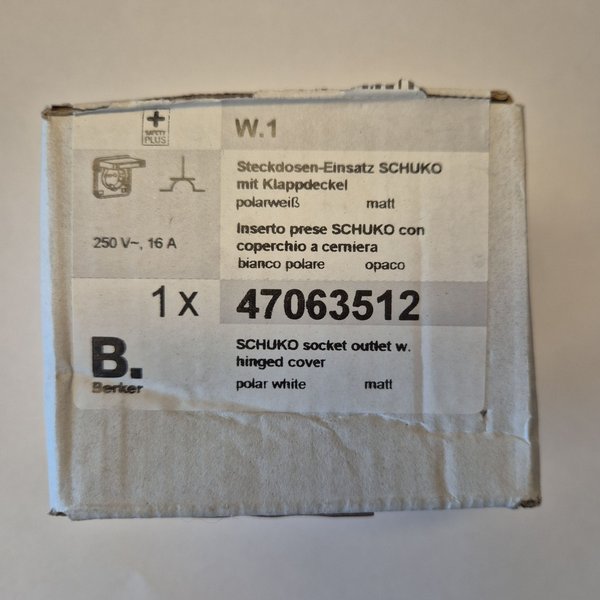 +
SAFETY
PLUS
W.1
Steckdosen-Einsatz SCHUKO
mit Klappdeckel
polarweiß matt
250 V~, 16 A
Inserto prese SCHUKO con
coperchio a cerniera
bianco polare opaco
1 x 47063512
B.
Berker
SCHUKO socket outlet w.
hinged cover
polar white matt